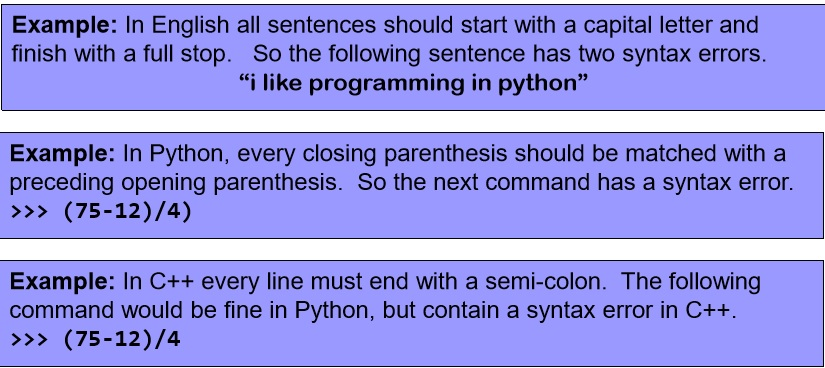 Example: In English all sentences should start with a capital letter and
finish with a full stop.   So the following sentence has two syntax errors.
“i like programming in python”
Example: In Python, every closing parenthesis should be matched with a
preceding opening parenthesis.  So the next command has a syntax error.
>>> (75-12)/4)
Example: In C++ every line must end with a semi-colon.  The following
command would be fine in Python, but contain a syntax error in C++.
>>> (75-12)/4